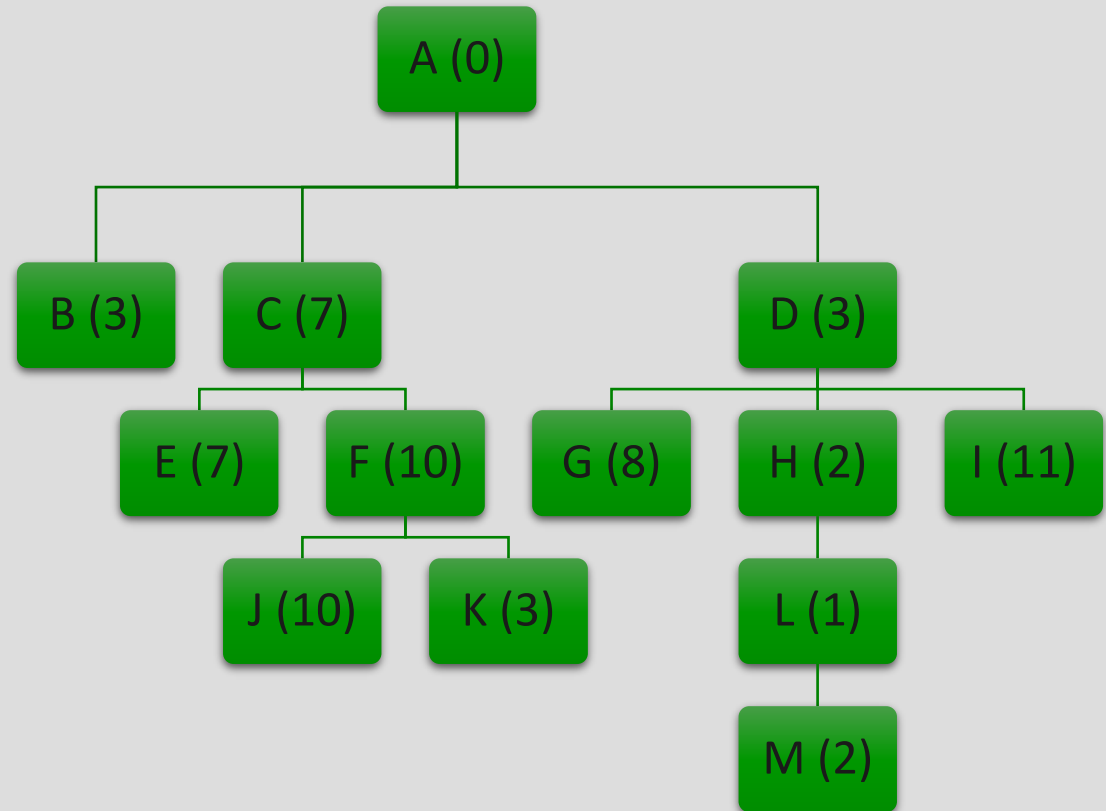 A (0)
B (3)
C (7)
D (3)
E (7)
F (10)
G (8)
H (2)
I (11)
J (10)
K (3)
L (1)
M (2)